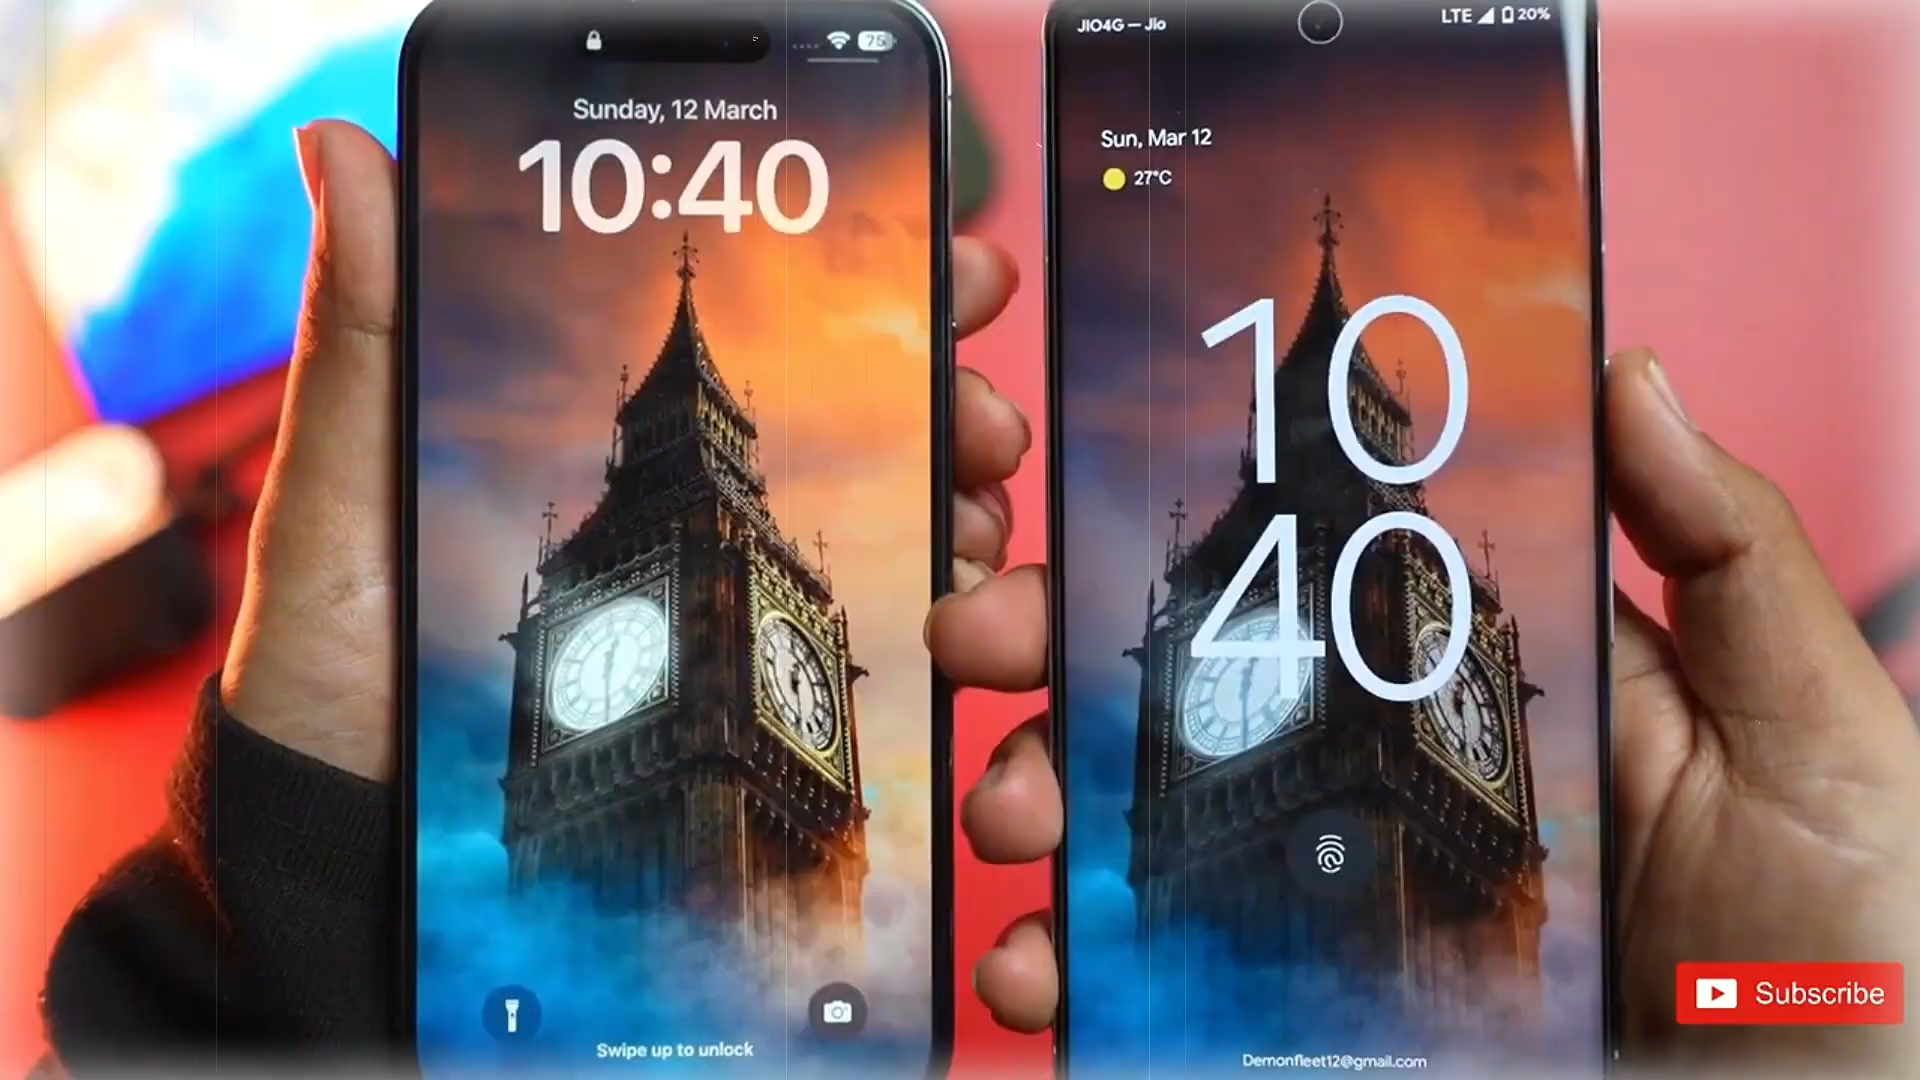 75
Sunday, 12 March
10:40
Swipe up to unlock
JIO4G — Jio
LTE 20%
Sun, Mar 12
27°C
10
40
Demonfleet12@gmail.com
Subscribe